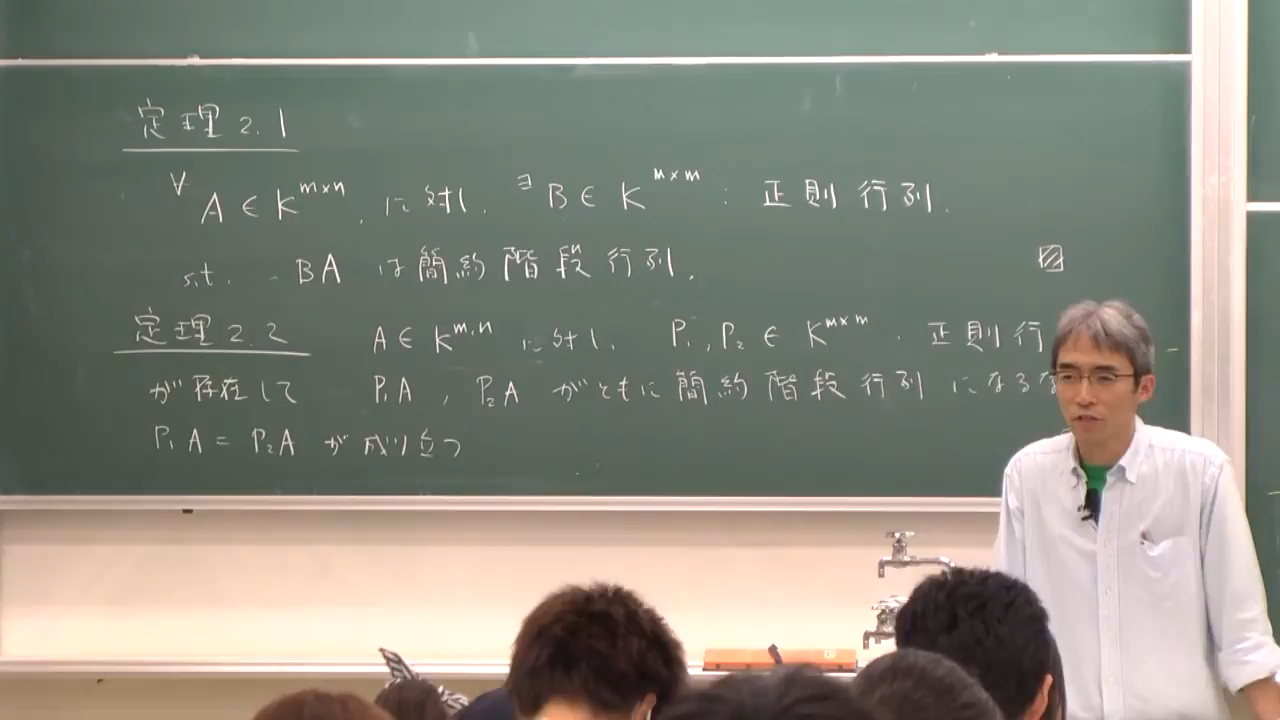 定理 2.1
∀A ∈ K^{m×n} に対し, ∃B ∈ K^{m×m} : 正則行列.
s.t. BA は簡約階段行列.
定理 2.2 A ∈ K^{m,n} に対し, P₁, P₂ ∈ K^{m×m}. 正則行
が存在して P₁A, P₂A がともに簡約階段行列になるな
P₁A = P₂A が成り立つ